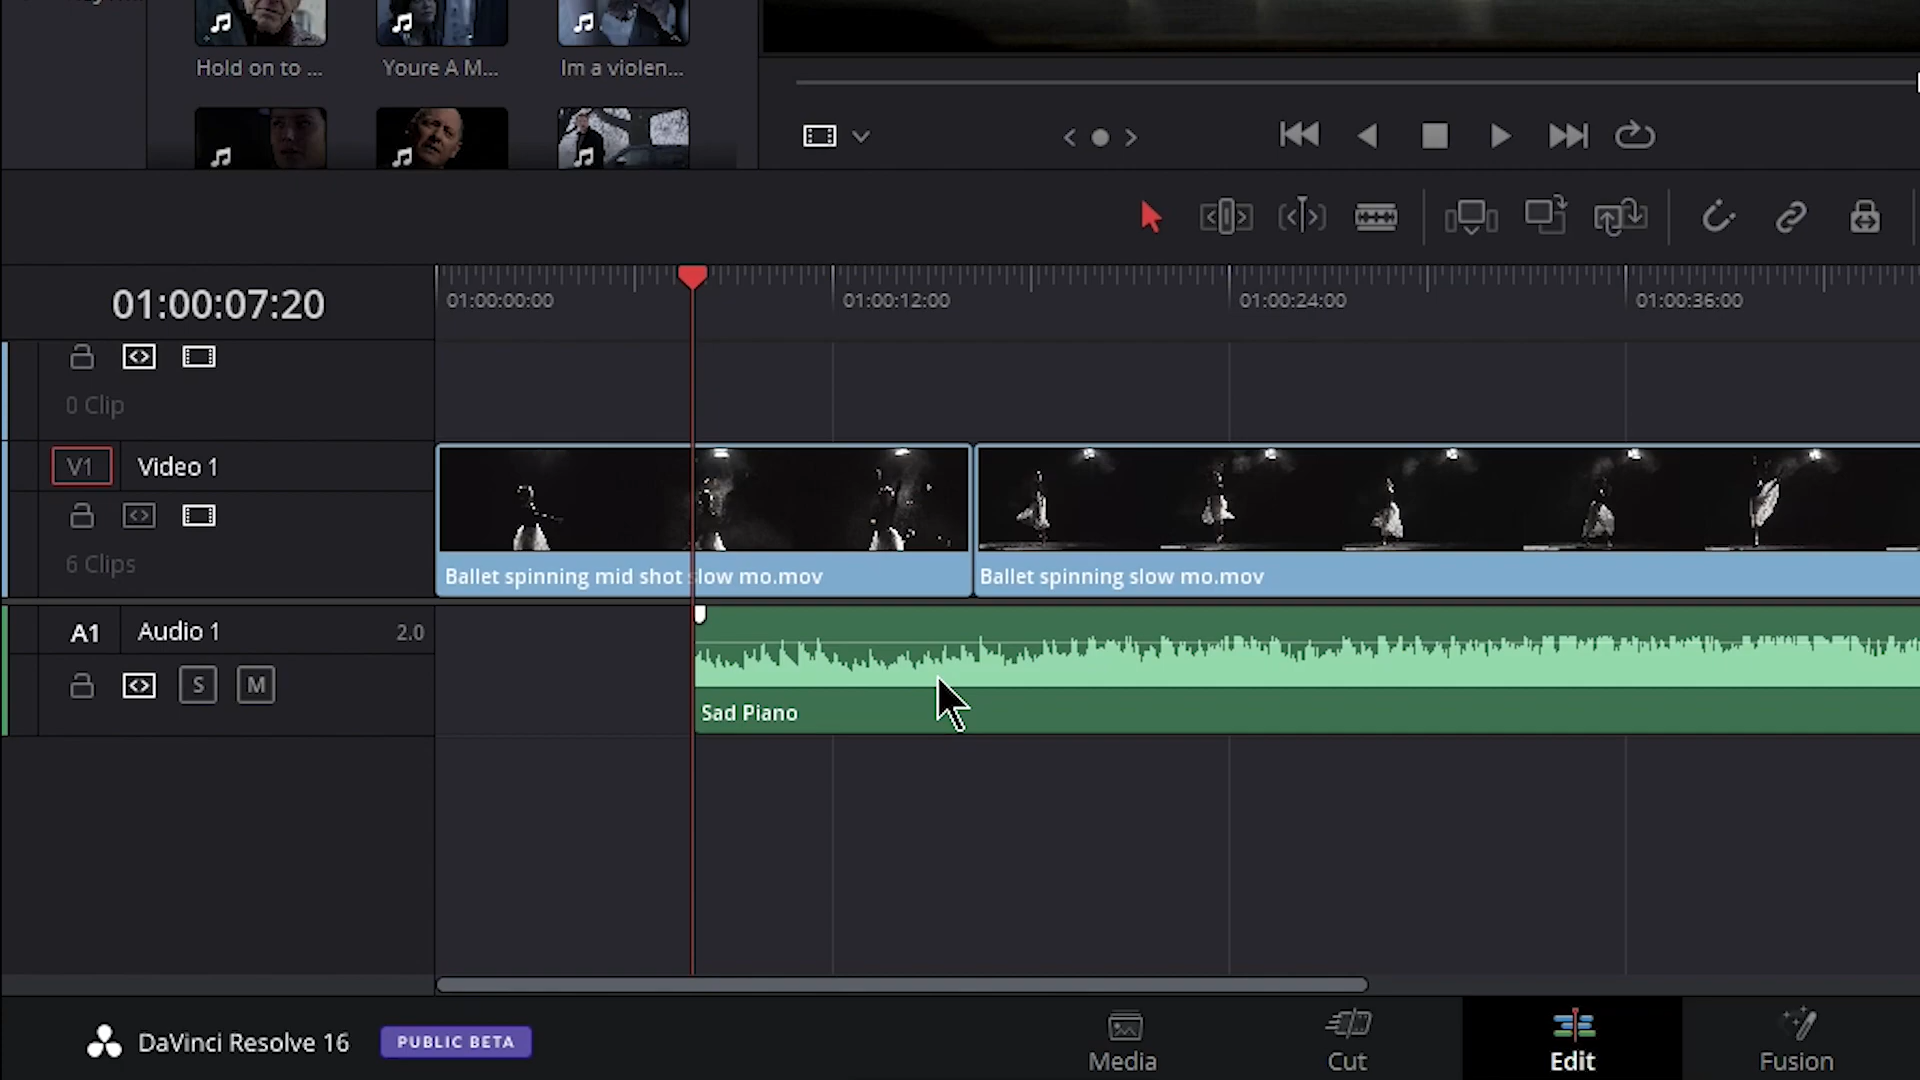 Hold on to ...
Youre A M...
Im a violen...
01:00:07:20
01:00:00:00
01:00:12:00
01:00:24:00
01:00:36:00
0 Clip
V1
Video 1
6 Clips
Ballet spinning mid shot slow mo.mov
Ballet spinning slow mo.mov
A1
Audio 1
2.0
S
M
Sad Piano
DaVinci Resolve 16
PUBLIC BETA
Media
Cut
Edit
Fusion